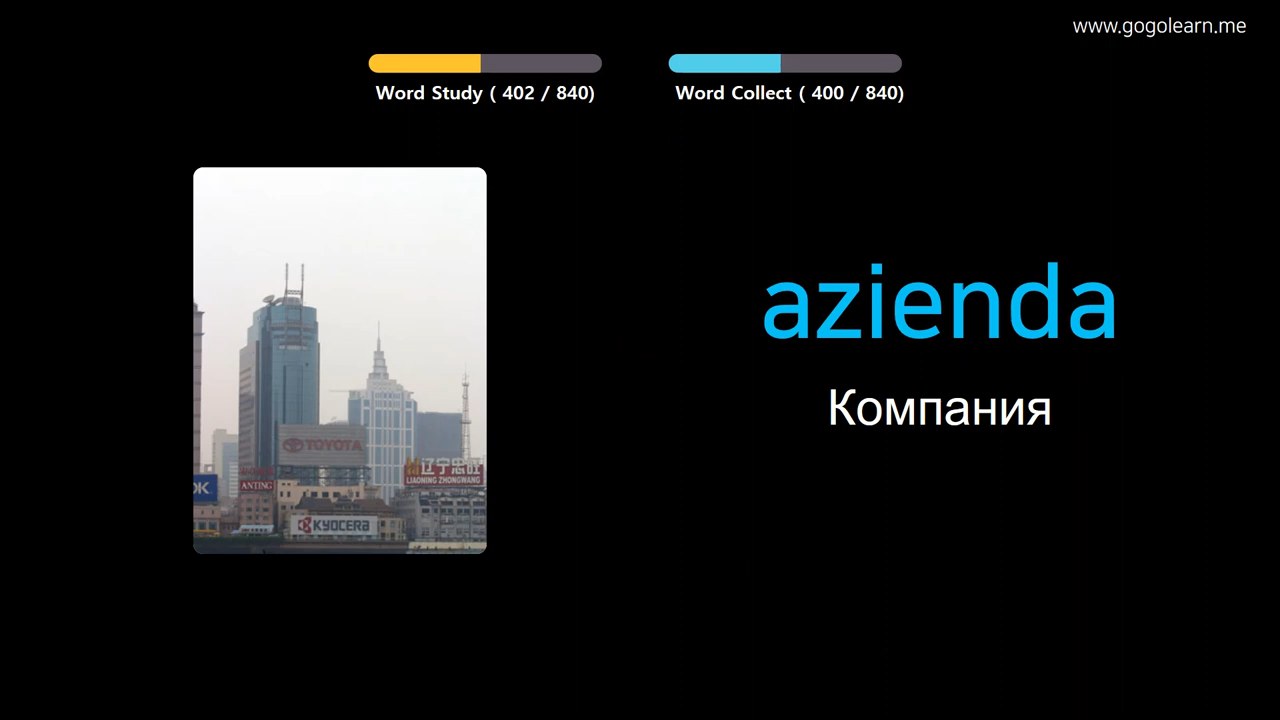 www.gogolearn.me
Word Study ( 402 / 840)
Word Collect ( 400 / 840)
azienda
Компания
TOYOTA
辽宁忠旺
LIAONING ZHONGWANG
OK
ANTING
KYOCERA